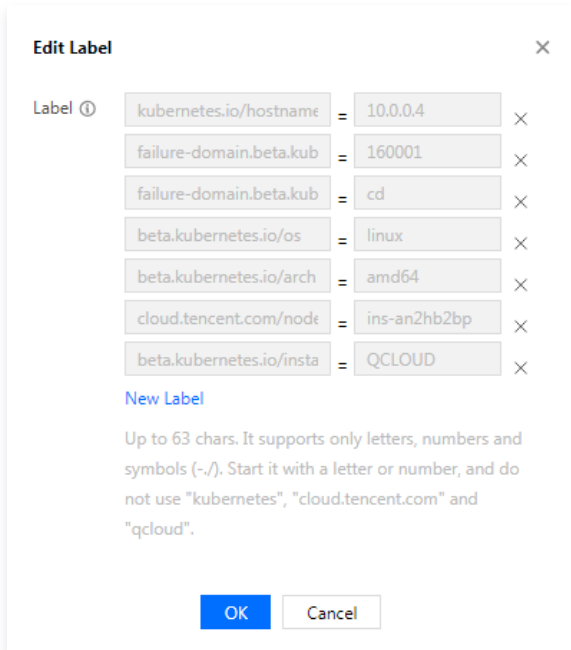 Edit Label
Label
kubernetes.io/hostname = 10.0.0.4
failure-domain.beta.kub = 160001
failure-domain.beta.kub = cd
beta.kubernetes.io/os = linux
beta.kubernetes.io/arch = amd64
cloud.tencent.com/node = ins-an2hb2bp
beta.kubernetes.io/insta = QCLOUD
New Label
Up to 63 chars. It supports only letters, numbers and
symbols (-./). Start it with a letter or number, and do
not use "kubernetes", "cloud.tencent.com" and
"qcloud".
OK Cancel